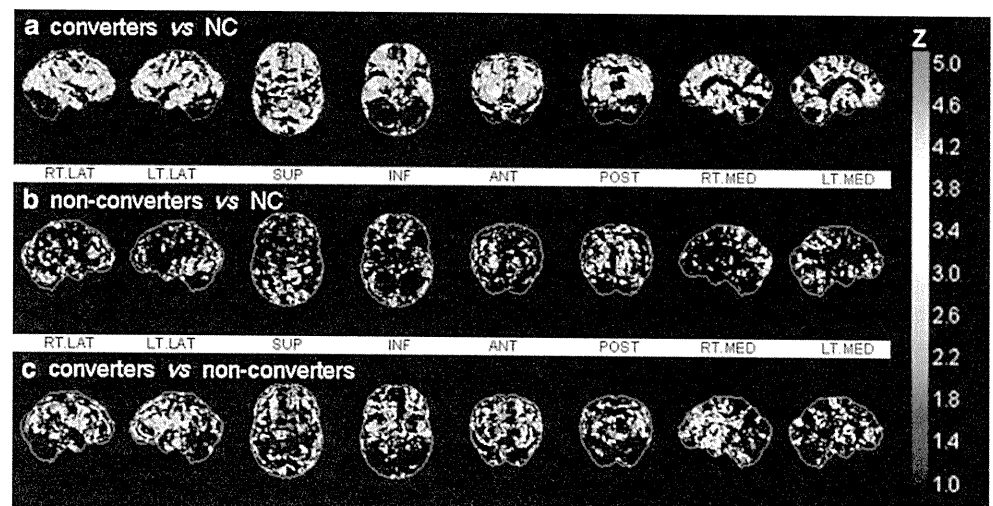 a converters vs NC
RT.LAT LT.LAT SUP INF ANT POST RT.MED LT.MED
b non-converters vs NC
RT.LAT LT.LAT SUP INF ANT POST RT.MED LT.MED
c converters vs non-converters
Z
5.0
4.6
4.2
3.8
3.4
3.0
2.6
2.2
1.8
1.4
1.0